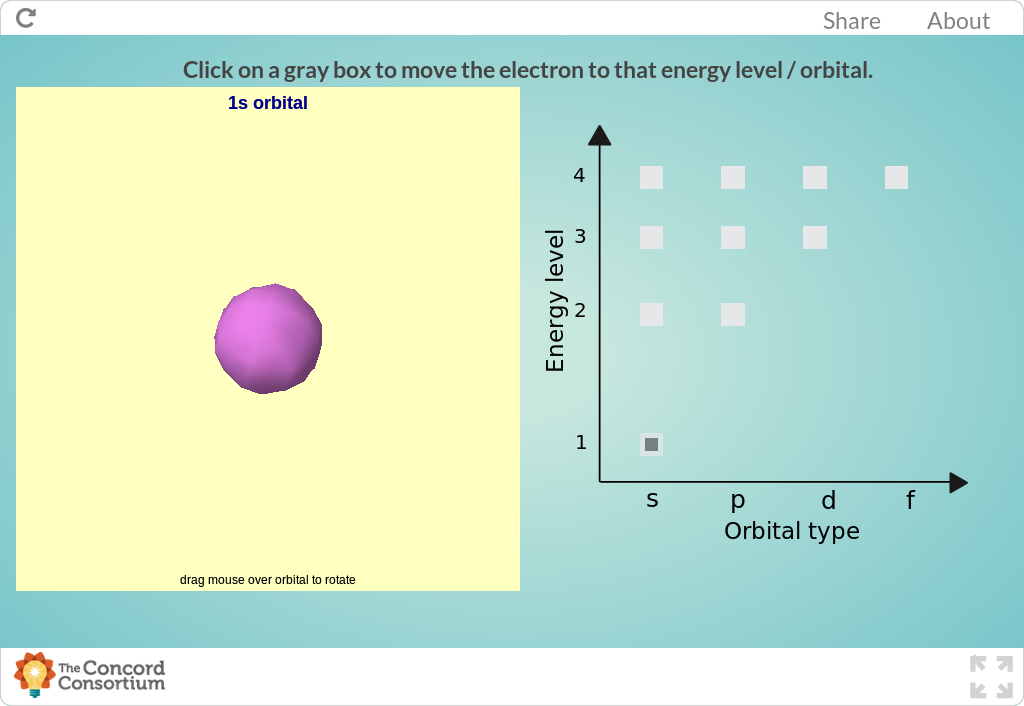 Share About
Click on a gray box to move the electron to that energy level / orbital.
1s orbital
drag mouse over orbital to rotate
Energy level
4
3
2
1
s p d f
Orbital type
The Concord
Consortium